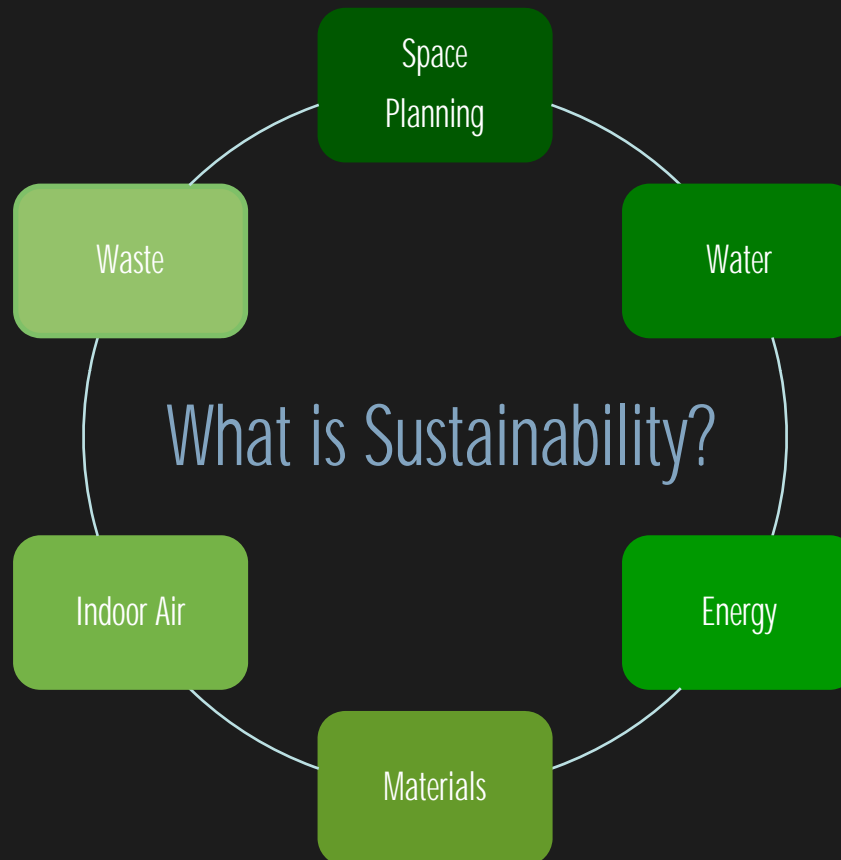 Space
Planning
Waste
Water
What is Sustainability?
Indoor Air
Energy
Materials